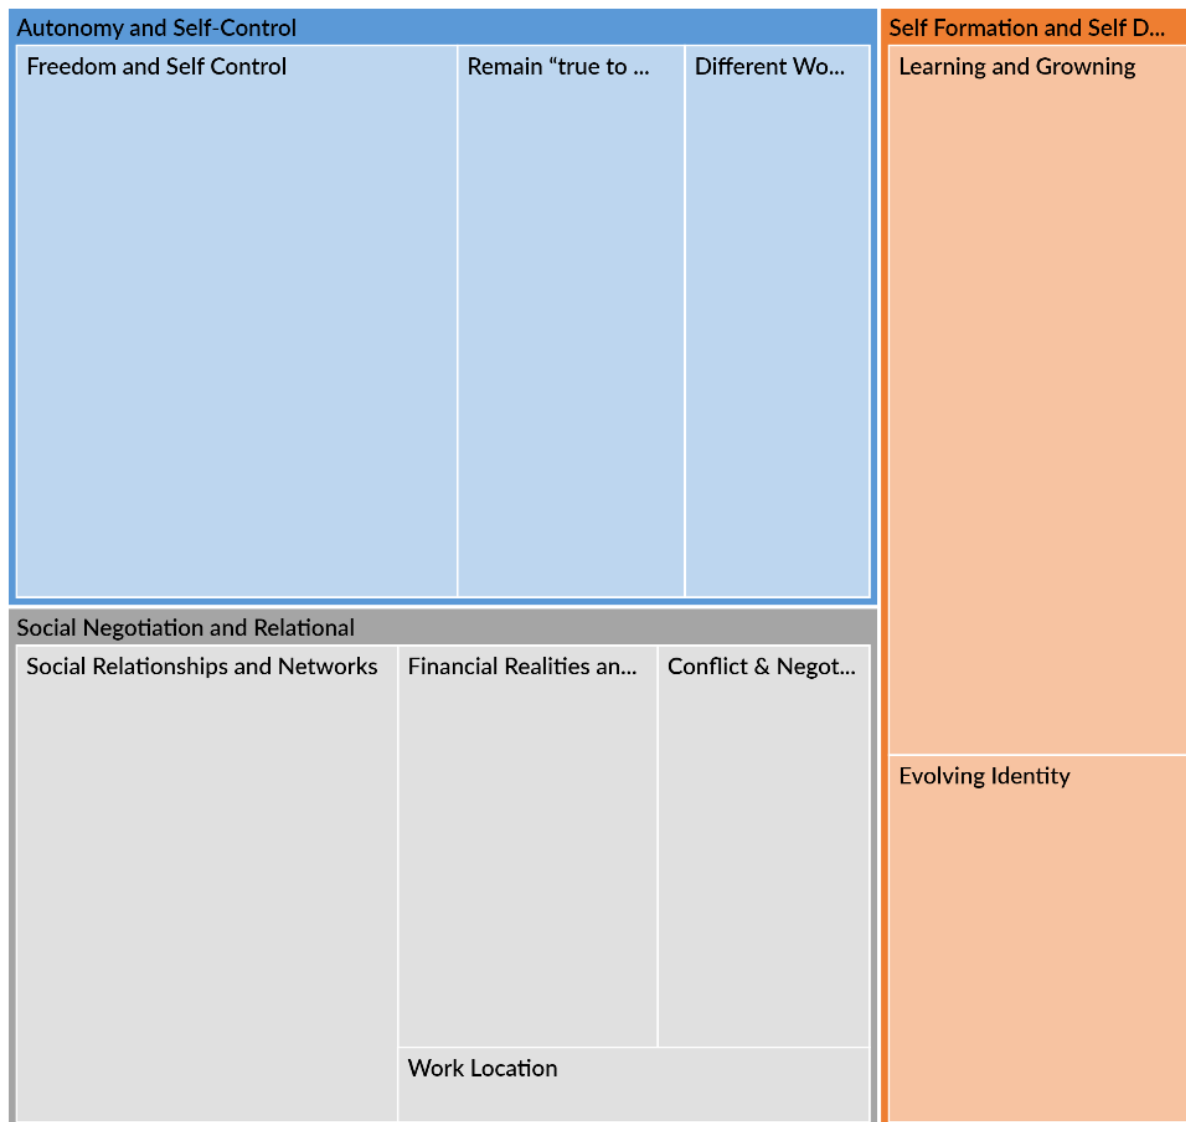 Autonomy and Self-Control
Freedom and Self Control
Remain “true to ...
Different Wo...
Self Formation and Self D...
Learning and Growning
Evolving Identity
Social Negotiation and Relational
Social Relationships and Networks
Financial Realities an...
Conflict & Negot...
Work Location